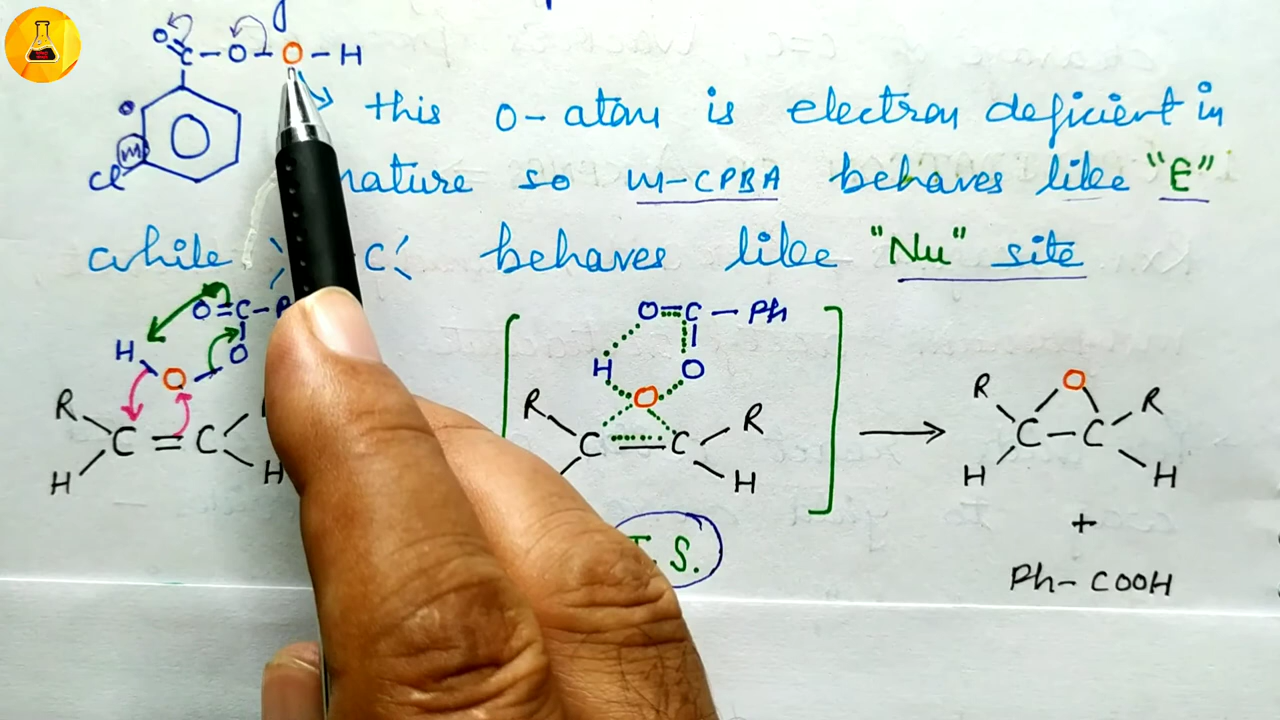 O=C-O-O-H
m
Cl
this O-atom is electron deficient in
nature so m-CPBA behaves like "E"
while C behaves like "Nu" site
O=C-
H O
O
R
C=C
H H
O=C-Ph
H O
O
R R
C=C
H
T.S.
O
R R
C-C
H H
+
Ph-COOH